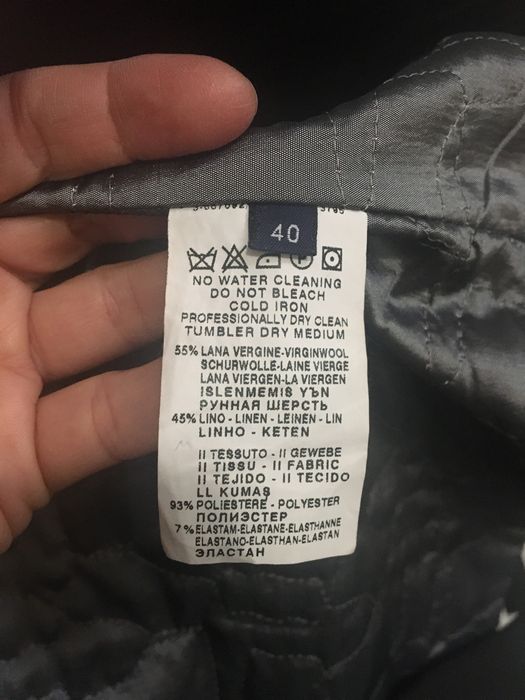 40
NO WATER CLEANING
DO NOT BLEACH
COLD IRON
PROFESSIONALLY DRY CLEAN
TUMBLER DRY MEDIUM
55% LANA VERGINE-VIRGINWOOL
SCHURWOLLE-LAINE VIERGE
LANA VIERGEN-LA VIERGEN
ISLENMEMIS YЪN
РУННАЯ ШЕРСТЬ
45% LINO - LINEN - LEINEN - LIN
LINHO - KETEN
II TESSUTO - II GEWEBE
II TISSU - II FABRIC
II TEJIDO - II TECIDO
LL KUMAS
93% POLIESTERE - POLYESTER
ПОЛИЭСТЕР
7% ELASTAM-ELASTANE-ELASTHANNE
ELASTANO-ELASTHAN-ELASTAN
ЭЛАСТАН